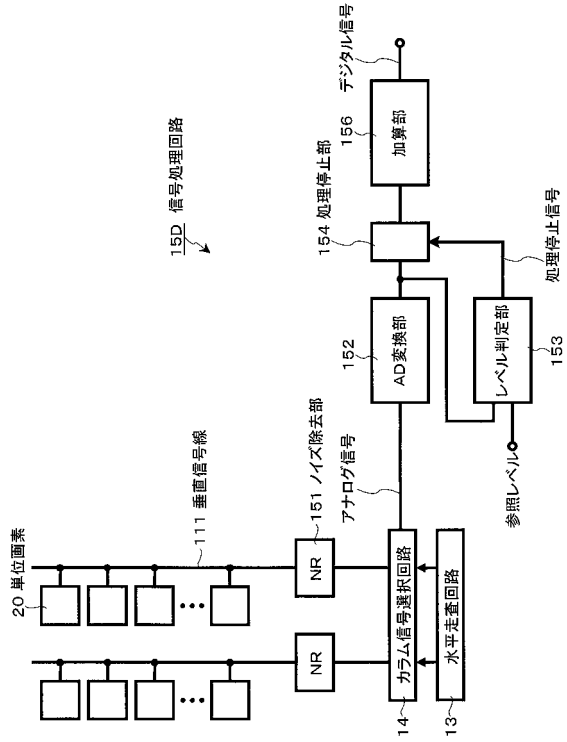 15D 信号処理回路
20 単位画素
111 垂直信号線
151 ノイズ除去部
NR
NR
14
カラム信号選択回路
13
水平走査回路
アナログ信号
152
AD変換部
154 処理停止部
156
加算部
デジタル信号
処理停止信号
レベル判定部
153
参照レベル